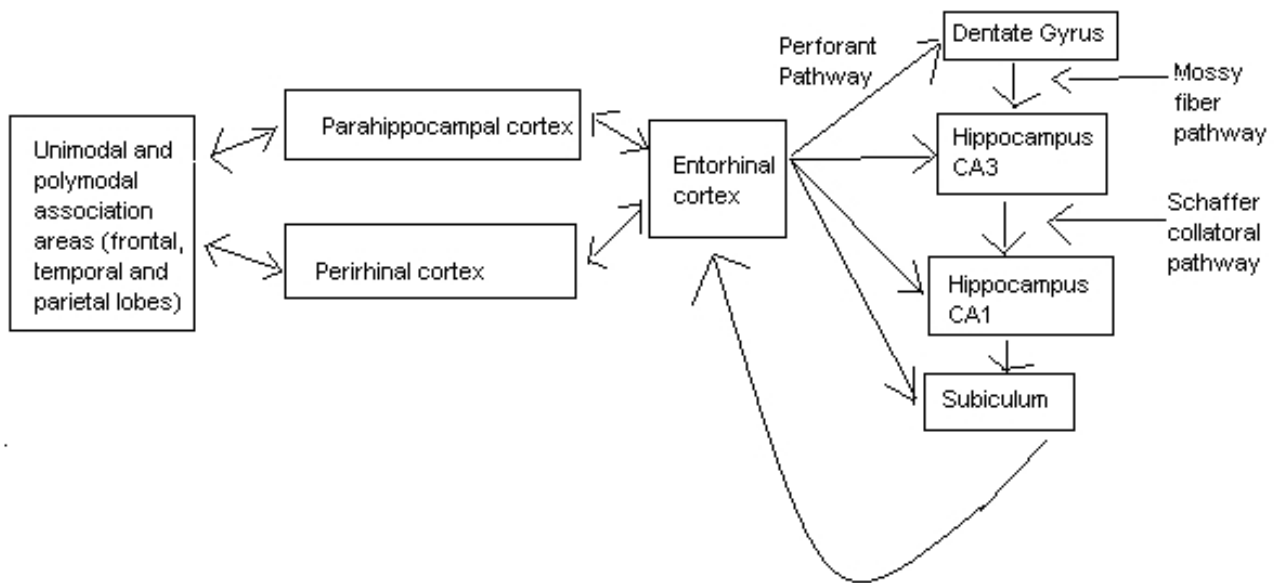 Unimodal and
polymodal
association
areas (frontal,
temporal and
parietal lobes)
Parahippocampal cortex
Perirhinal cortex
Entorhinal
cortex
Perforant
Pathway
Dentate Gyrus
Mossy
fiber
pathway
Hippocampus
CA3
Schaffer
collatoral
pathway
Hippocampus
CA1
Subiculum